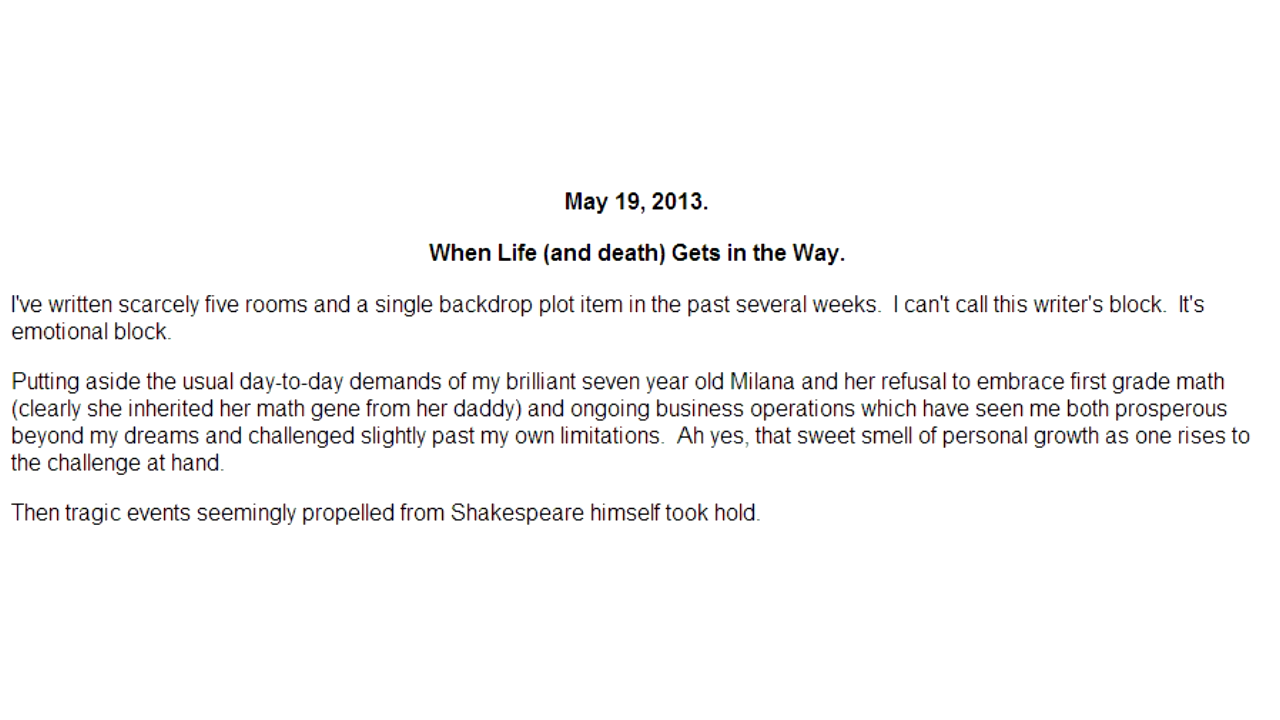 May 19, 2013.
When Life (and death) Gets in the Way.
I've written scarcely five rooms and a single backdrop plot item in the past several weeks.  I can't call this writer's block.  It's
emotional block.
Putting aside the usual day-to-day demands of my brilliant seven year old Milana and her refusal to embrace first grade math
(clearly she inherited her math gene from her daddy) and ongoing business operations which have seen me both prosperous
beyond my dreams and challenged slightly past my own limitations.  Ah yes, that sweet smell of personal growth as one rises to
the challenge at hand.
Then tragic events seemingly propelled from Shakespeare himself took hold.